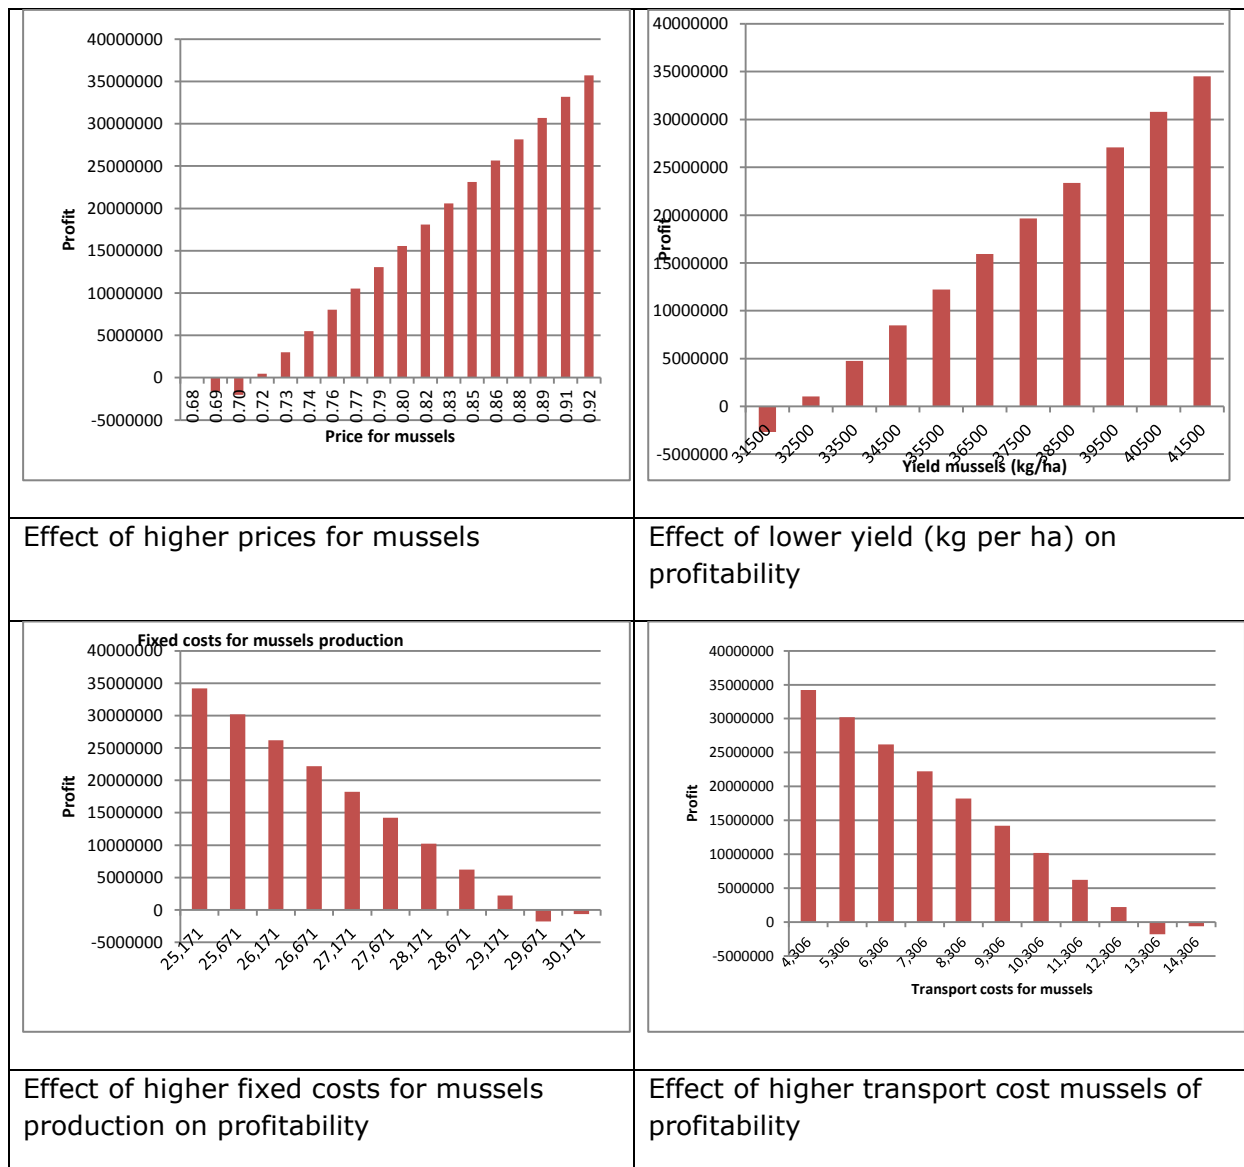 40000000
35000000
30000000
25000000
20000000
15000000
10000000
5000000
0
-5000000
Profit
0.68 0.69 0.70 0.72 0.73 0.74 0.76 0.77 0.79 0.80 0.82 0.83 0.85 0.86 0.88 0.89 0.91 0.92
Price for mussels
40000000
35000000
30000000
25000000
20000000
15000000
10000000
5000000
0
-5000000
Profit
31500 32500 33500 34500 35500 36500 37500 38500 39500 40500 41500
Yield mussels (kg/ha)
Effect of higher prices for mussels
Effect of lower yield (kg per ha) on
profitability
Fixed costs for mussels production
40000000
35000000
30000000
25000000
20000000
15000000
10000000
5000000
0
-5000000
Profit
25,171 25,671 26,171 26,671 27,171 27,671 28,171 28,671 29,171 29,671 30,171
40000000
35000000
30000000
25000000
20000000
15000000
10000000
5000000
0
-5000000
Profit
4,306 5,306 6,306 7,306 8,306 9,306 10,306 11,306 12,306 13,306 14,306
Transport costs for mussels
Effect of higher fixed costs for mussels
production on profitability
Effect of higher transport cost mussels of
profitability